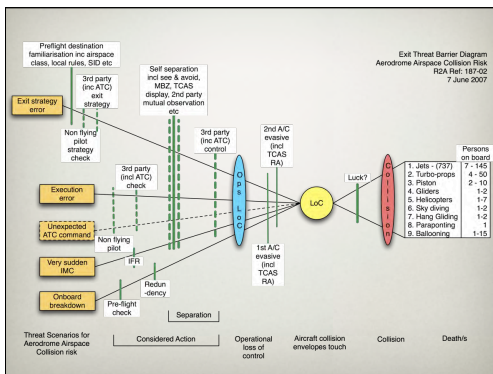 Preflight destination
familiarisation inc airspace
class, local rules, SID etc
Exit Threat Barrier Diagram
Aerodrome Airspace Collision Risk
R2A Ref: 187-02
7 June 2007
3rd party
(inc ATC)
exit
strategy
Self separation
incl see & avoid,
MBZ, TCAS
display, 2nd party
mutual observation
etc
Exit strategy
error
Non flying
pilot
strategy
check
3rd party
(inc ATC)
control
2nd A/C
evasive
(incl
TCAS
RA)
3rd party
(incl ATC)
check
Execution
error
Unexpected
ATC command
Non flying
pilot
IFR
Very sudden
IMC
Redun
-dency
Onboard
breakdown
Pre-flight
check
Ops LoC
1st A/C
evasive
(incl
TCAS
RA)
LoC
Luck?
Collision
Persons
on board
1. Jets - (737) 7 - 145
2. Turbo-props 4 - 50
3. Piston 2 - 10
4. Gliders 1-2
5. Helicopters 1-7
6. Sky diving 1-2
7. Hang Gliding 1-2
8. Paraponting 1
9. Ballooning 1-15
Separation
Threat Scenarios for
Aerodrome Airspace
Collision risk
Considered Action
Operational
loss of
control
Aircraft collision
envelopes touch
Collision
Death/s